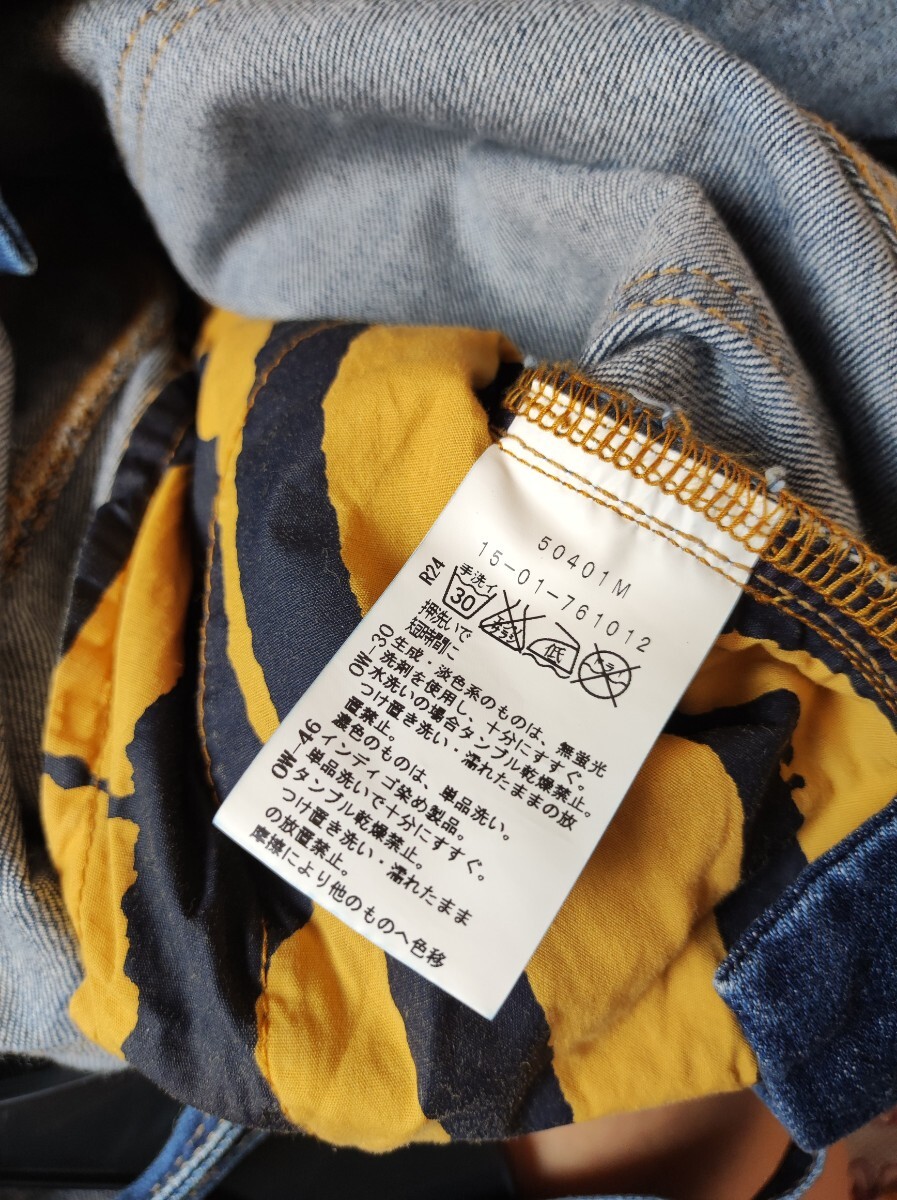 50401M
15-01-761012
R24
手洗イ
30
エンソ
サラシ
低
ドライ
押洗いで
短時間に
OW-30 生成・淡色系のものは、無蛍光
洗剤を使用し、十分にすすぐ。
水洗いの場合タンブル乾燥禁止。
つけ置き洗い・濡れたままの放
置禁止。
濃色のものは、単品洗い。
OW-46 インディゴ染め製品。
単品洗いで十分にすすぐ。
タンブル乾燥禁止。
つけ置き洗い・濡れたまま
の放置禁止。
摩擦により他のものへ色移